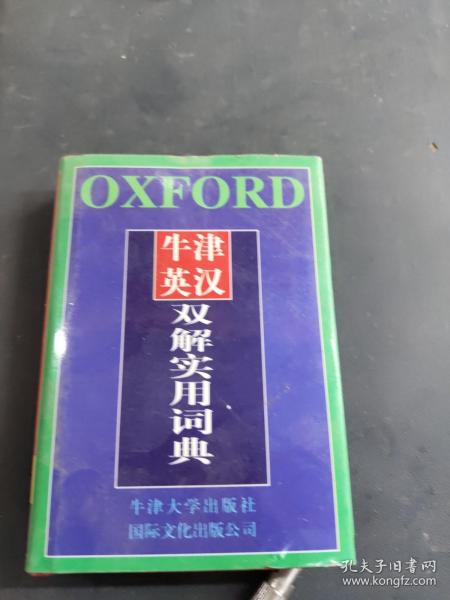 OXFORD
牛津
英汉
双解实用词典
牛津大学出版社
国际文化出版公司
孔夫子旧书网
www.kongfz.com